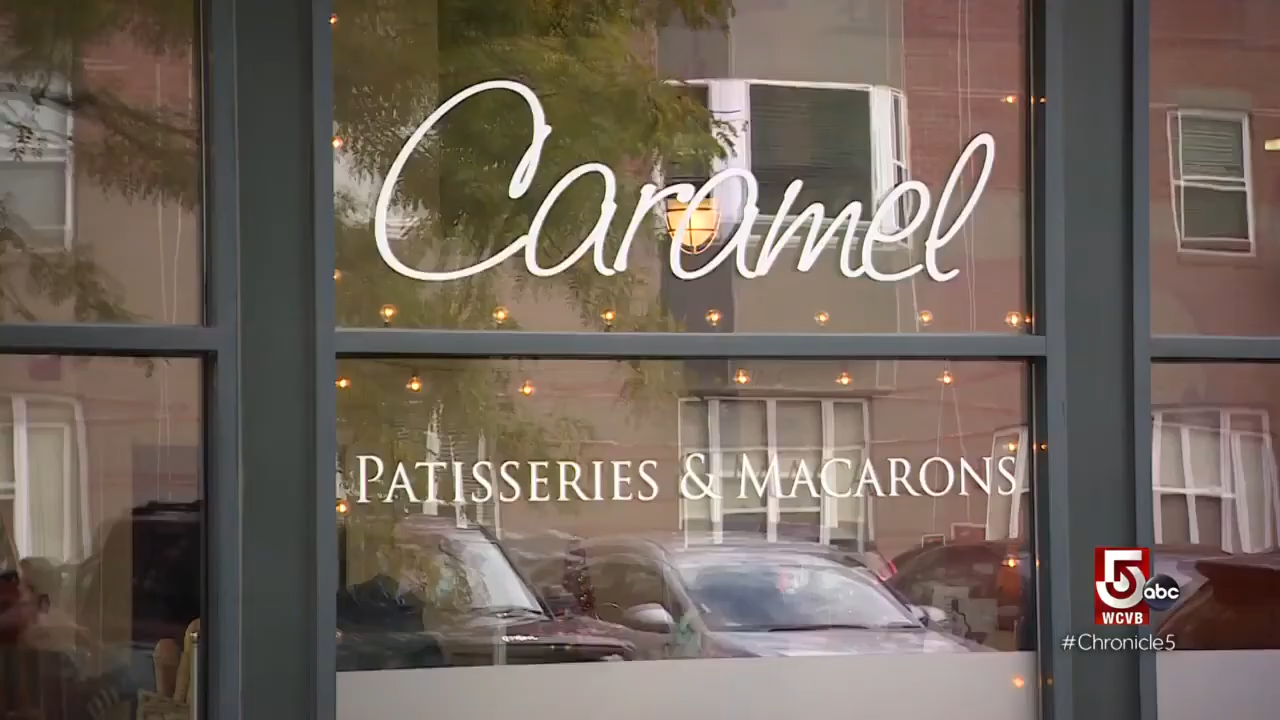 Caramel
PATISSERIES & MACARONS
5 abc
WCVB
#Chronicle5